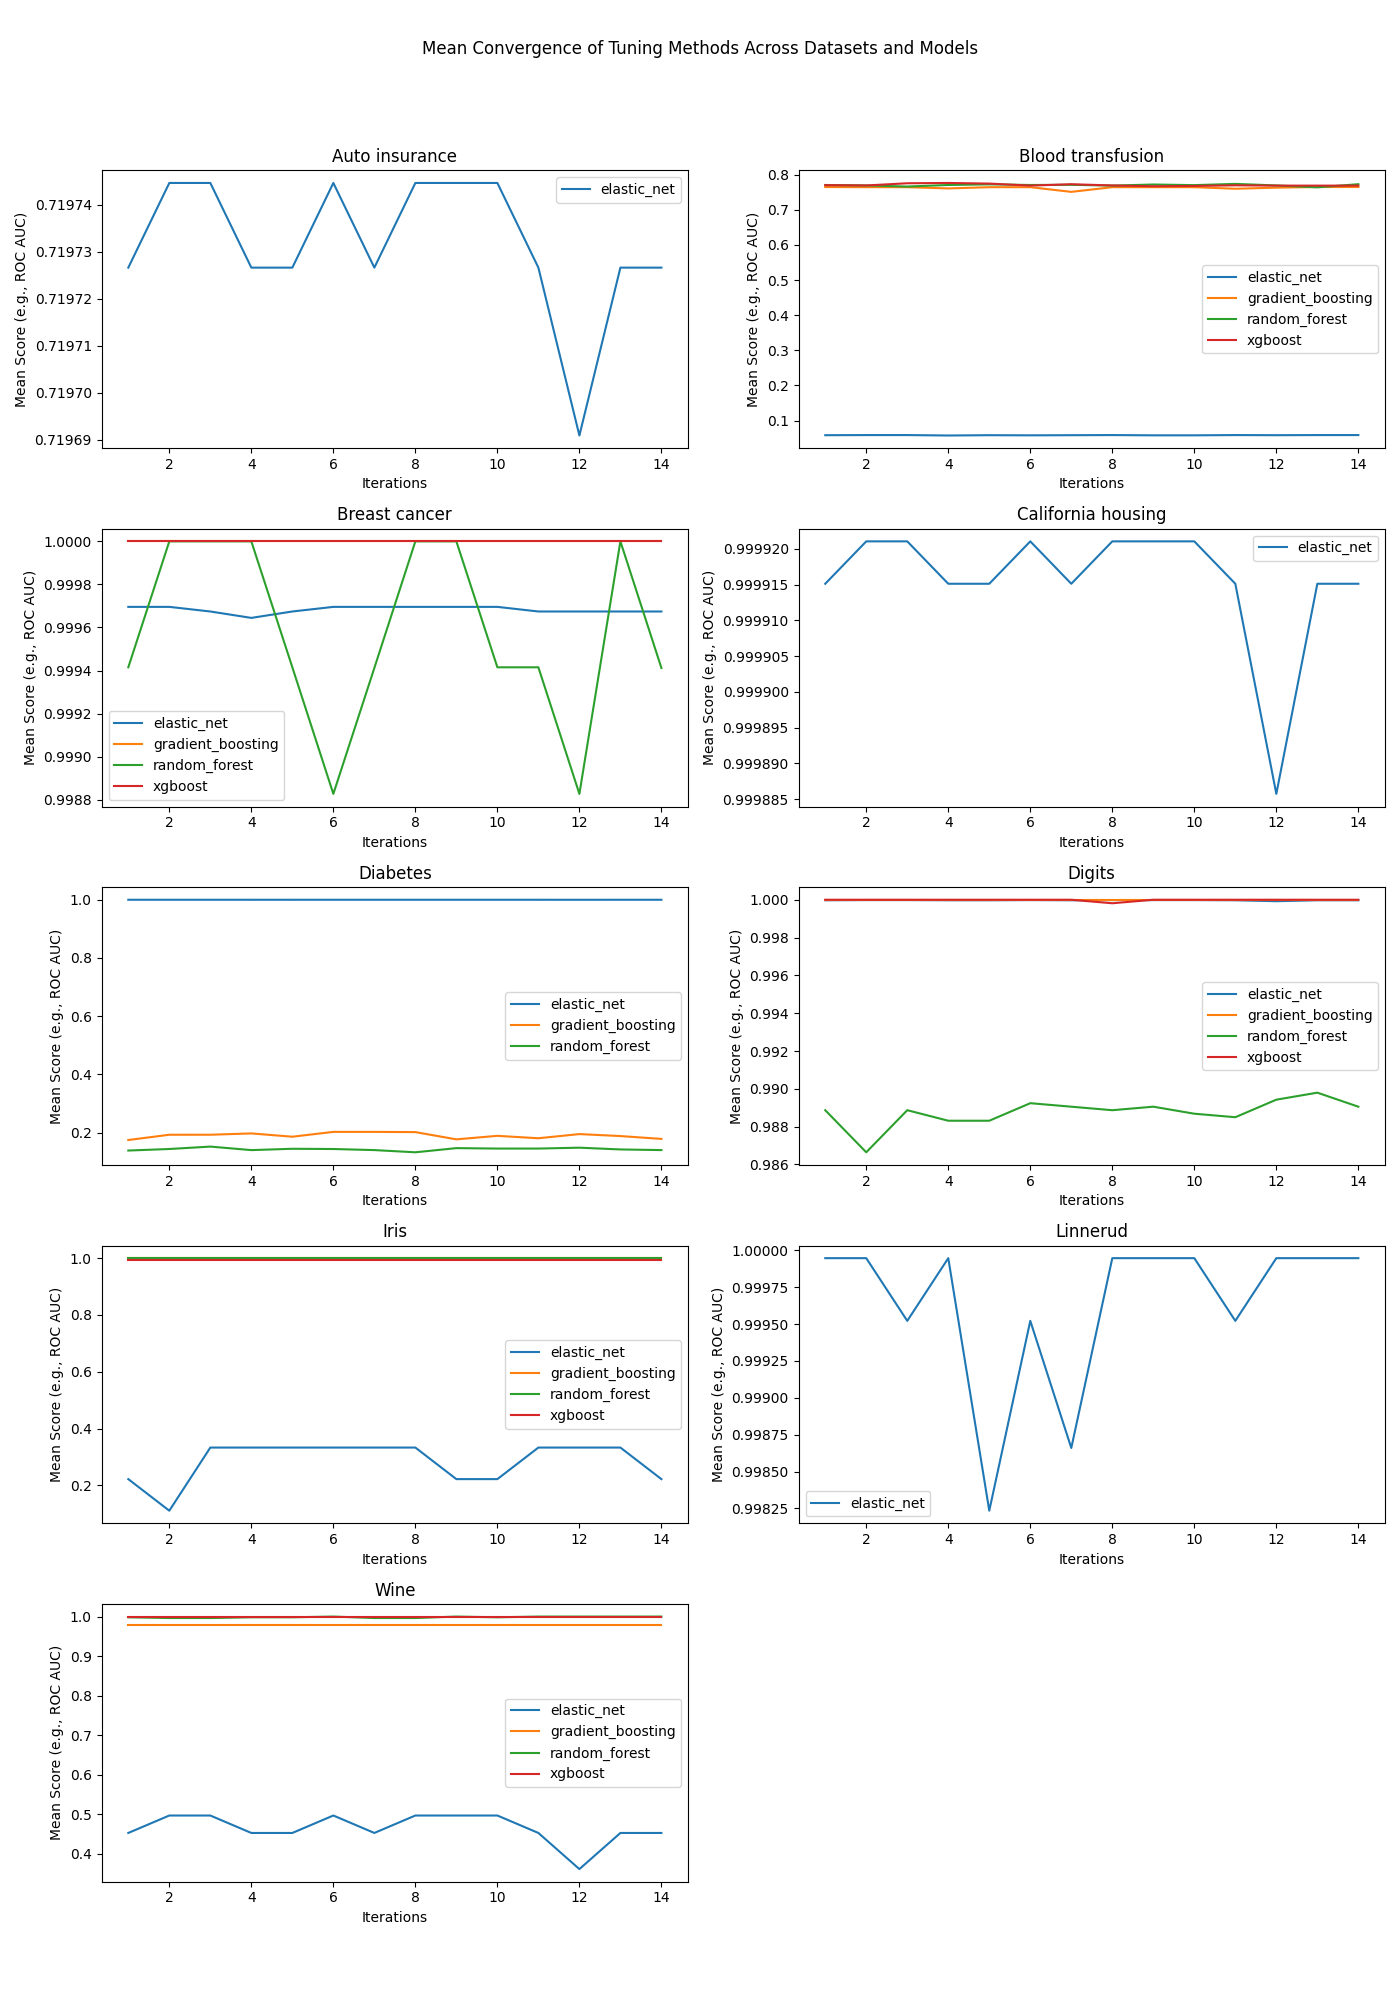 Mean Convergence of Tuning Methods Across Datasets and Models
Auto insurance
Mean Score (e.g., ROC AUC)
0.71974
0.71973
0.71972
0.71971
0.71970
0.71969
elastic_net
2 4 6 8 10 12 14
Iterations
Blood transfusion
Mean Score (e.g., ROC AUC)
0.8
0.7
0.6
0.5
0.4
0.3
0.2
0.1
elastic_net
gradient_boosting
random_forest
xgboost
2 4 6 8 10 12 14
Iterations
Breast cancer
Mean Score (e.g., ROC AUC)
1.0000
0.9998
0.9996
0.9994
0.9992
0.9990
0.9988
elastic_net
gradient_boosting
random_forest
xgboost
2 4 6 8 10 12 14
Iterations
California housing
Mean Score (e.g., ROC AUC)
0.999920
0.999915
0.999910
0.999905
0.999900
0.999895
0.999890
0.999885
elastic_net
2 4 6 8 10 12 14
Iterations
Diabetes
Mean Score (e.g., ROC AUC)
1.0
0.8
0.6
0.4
0.2
elastic_net
gradient_boosting
random_forest
2 4 6 8 10 12 14
Iterations
Digits
Mean Score (e.g., ROC AUC)
1.000
0.998
0.996
0.994
0.992
0.990
0.988
0.986
elastic_net
gradient_boosting
random_forest
xgboost
2 4 6 8 10 12 14
Iterations
Iris
Mean Score (e.g., ROC AUC)
1.0
0.8
0.6
0.4
0.2
elastic_net
gradient_boosting
random_forest
xgboost
2 4 6 8 10 12 14
Iterations
Linnerud
Mean Score (e.g., ROC AUC)
1.00000
0.99975
0.99950
0.99925
0.99900
0.99875
0.99850
0.99825
elastic_net
2 4 6 8 10 12 14
Iterations
Wine
Mean Score (e.g., ROC AUC)
1.0
0.9
0.8
0.7
0.6
0.5
0.4
elastic_net
gradient_boosting
random_forest
xgboost
2 4 6 8 10 12 14
Iterations